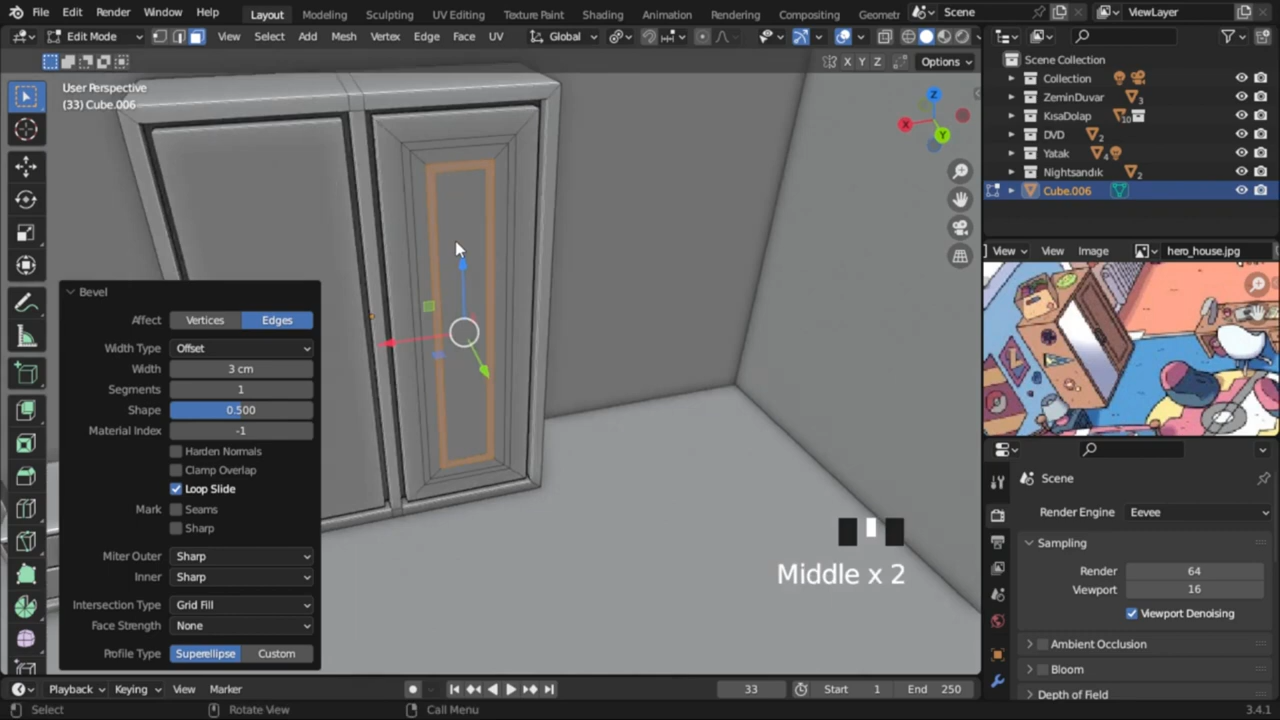 File Edit Render Window Help Layout Modeling Sculpting UV Editing Texture Paint Shading Animation Rendering Compositing Geometr Scene ViewLayer
Edit Mode View Select Add Mesh Vertex Edge Face UV Global
X Y Z Options
User Perspective
(33) Cube.006
Z
X
Y
Bevel
Affect Vertices Edges
Width Type Offset
Width 3 cm
Segments 1
Shape 0.500
Material Index -1
Harden Normals
Clamp Overlap
Loop Slide
Mark Seams
Sharp
Miter Outer Sharp
Inner Sharp
Intersection Type Grid Fill
Face Strength None
Profile Type Superellipse Custom
Middle x 2
Scene Collection
Collection
ZeminDuvar 3
KısaDolap 10
DVD 2
Yatak 4
Nightsandık 2
Cube.006
View View Image hero_house.jpg
Scene
Render Engine Eevee
Sampling
Render 64
Viewport 16
Viewport Denoising
Ambient Occlusion
Bloom
Depth of Field
Playback Keying View Marker 33 Start 1 End 250
Select Rotate View Call Menu 3.4.1